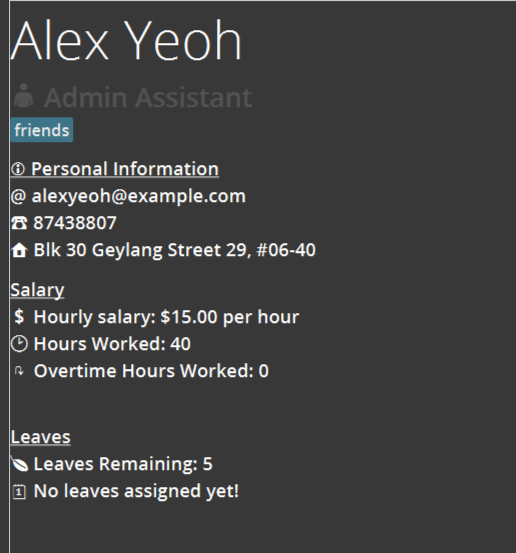 Alex Yeoh
Admin Assistant
friends
Personal Information
@ alexyeoh@example.com
87438807
Blk 30 Geylang Street 29, #06-40
Salary
$ Hourly salary: $15.00 per hour
Hours Worked: 40
Overtime Hours Worked: 0
Leaves
Leaves Remaining: 5
No leaves assigned yet!